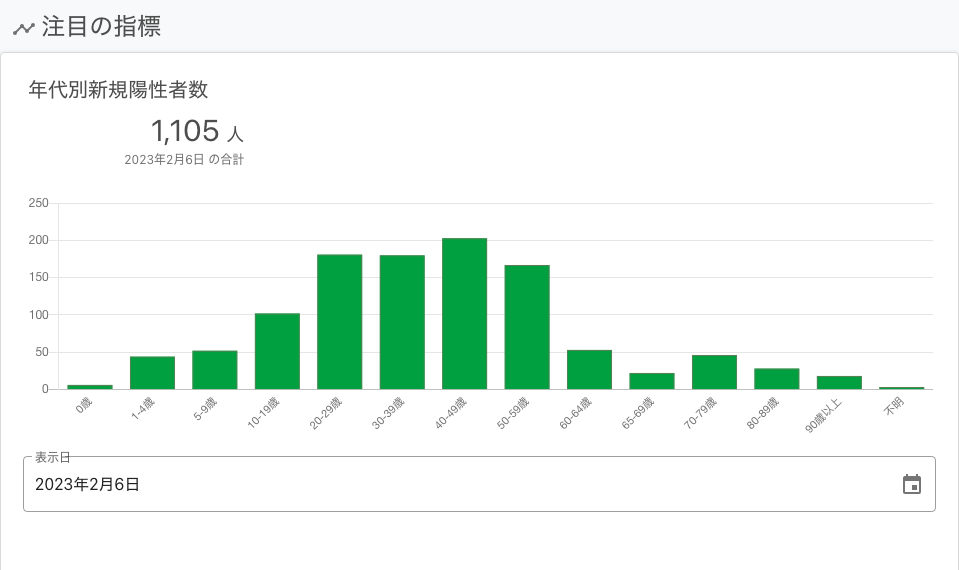 注目の指標
年代別新規陽性者数
1,105 人
2023年2月6日 の合計
250
200
150
100
50
0
0歳
1-4歳
5-9歳
10-19歳
20-29歳
30-39歳
40-49歳
50-59歳
60-64歳
65-69歳
70-79歳
80-89歳
90歳以上
不明
表示日
2023年2月6日